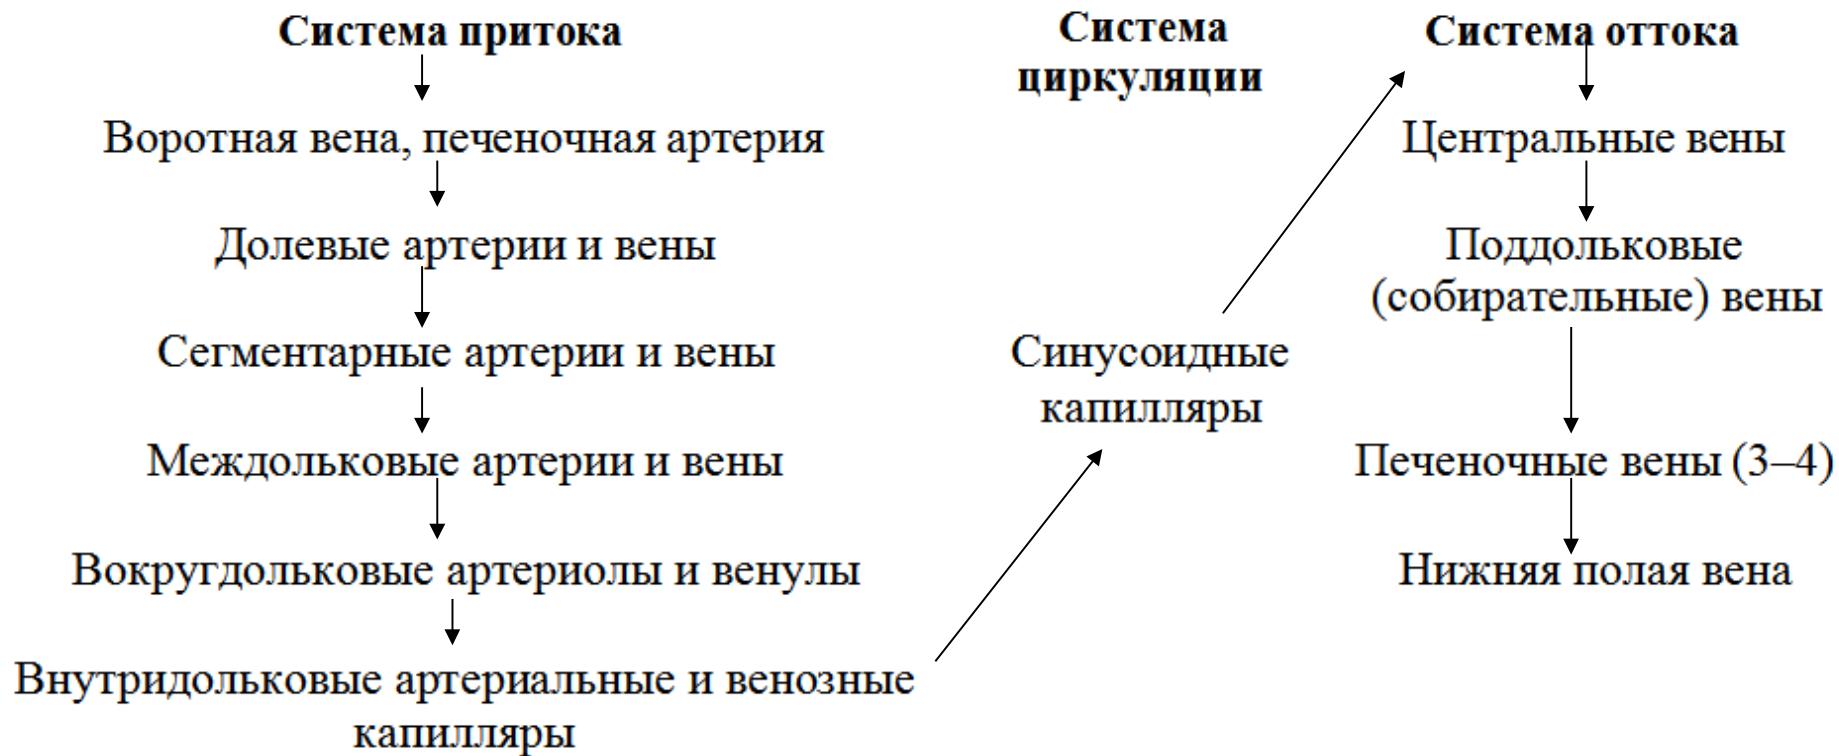 Система притока
Воротная вена, печеночная артерия
Долевые артерии и вены
Сегментарные артерии и вены
Междольковые артерии и вены
Вокругдольковые артериолы и венулы
Внутридольковые артериальные и венозные
капилляры
Система
циркуляции
Синусоидные
капилляры
Система оттока
Центральные вены
Поддольковые
(собирательные) вены
Печеночные вены (3–4)
Нижняя полая вена